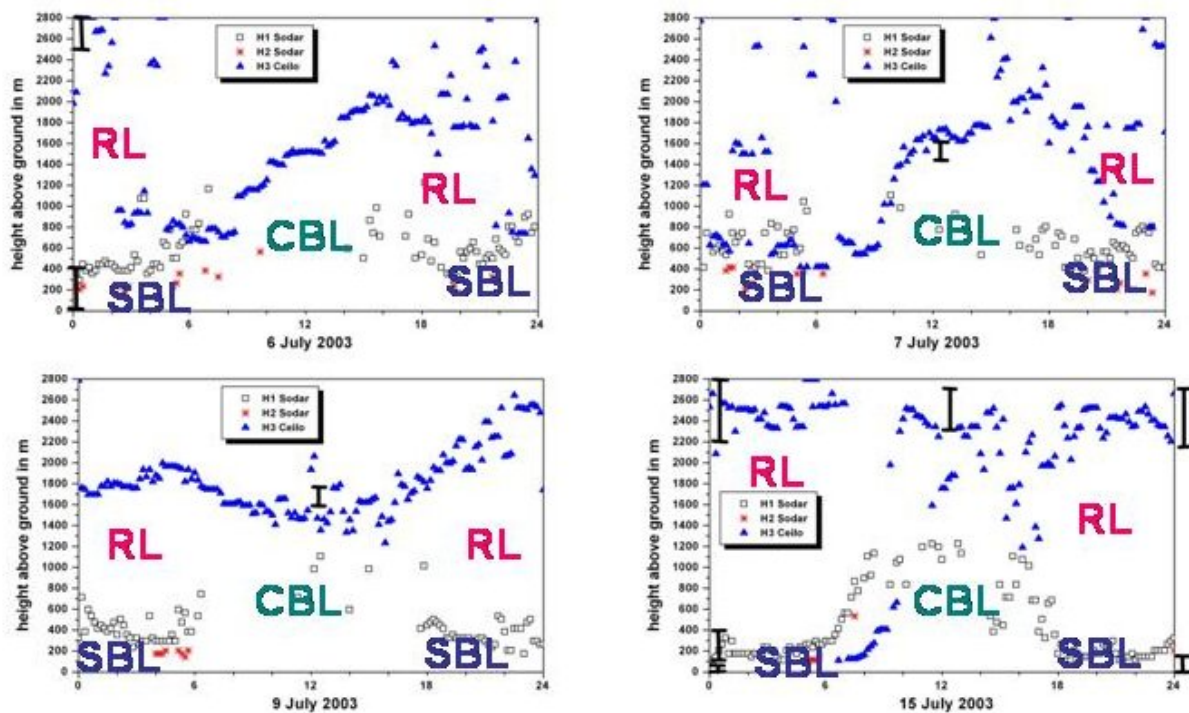 height above ground in m
2800
2600
2400
2200
2000
1800
1600
1400
1200
1000
800
600
400
200
0
H1 Sodar
H2 Sodar
H3 Ceilo
RL
RL
CBL
SBL
SBL
0 6 12 18 24
6 July 2003
height above ground in m
2800
2600
2400
2200
2000
1800
1600
1400
1200
1000
800
600
400
200
0
H1 Sodar
H2 Sodar
H3 Ceilo
RL
RL
CBL
SBL
SBL
0 6 12 18 24
7 July 2003
height above ground in m
2800
2600
2400
2200
2000
1800
1600
1400
1200
1000
800
600
400
200
0
H1 Sodar
H2 Sodar
H3 Ceilo
RL
RL
CBL
SBL
SBL
0 6 12 18 24
9 July 2003
height above ground in m
2800
2600
2400
2200
2000
1800
1600
1400
1200
1000
800
600
400
200
0
RL
H1 Sodar
H2 Sodar
H3 Ceilo
RL
CBL
SBL
SBL
0 6 12 18 24
15 July 2003